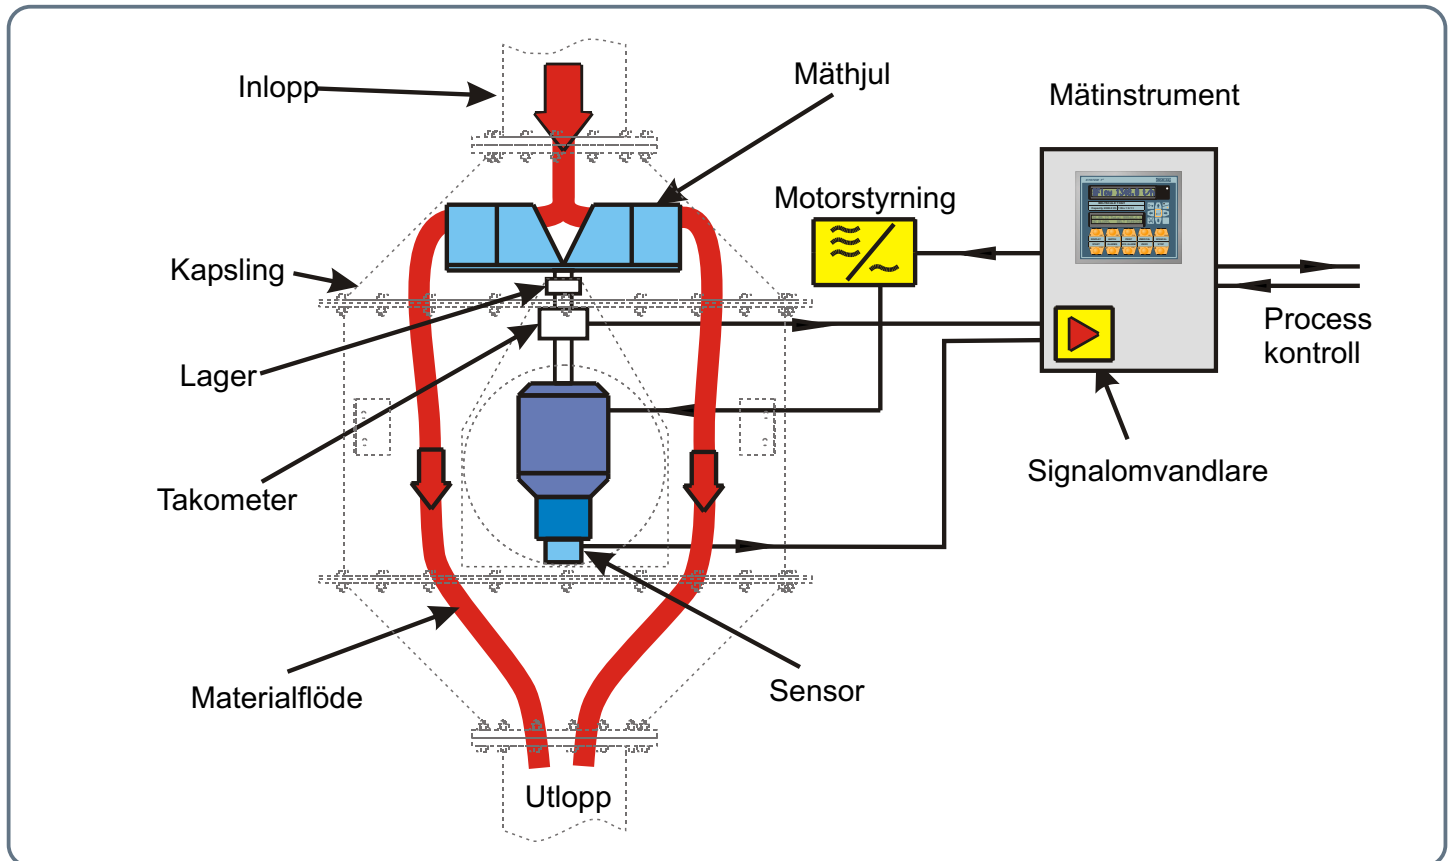 Inlopp
Mäthjul
Mätinstrument
Motorstyrning
Kapsling
Process
kontroll
Lager
Signalomvandlare
Takometer
Materialflöde
Sensor
Utlopp